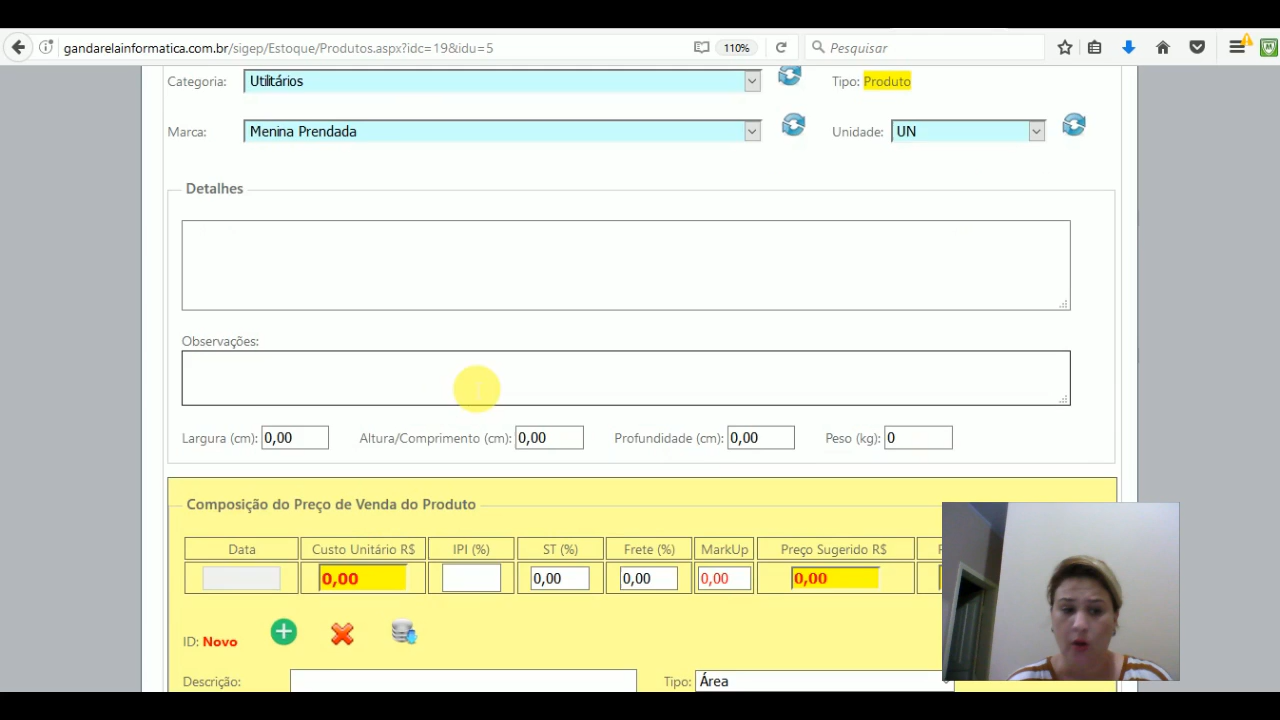 gandarelainformatica.com.br/sigep/Estoque/Produtos.aspx?idc=19&idu=5
110%
Pesquisar
Categoria: Utilitários Tipo: Produto
Marca: Menina Prendada Unidade: UN
Detalhes
Observações:
Largura (cm): 0,00 Altura/Comprimento (cm): 0,00 Profundidade (cm): 0,00 Peso (kg): 0
Composição do Preço de Venda do Produto
Data Custo Unitário R$ IPI (%) ST (%) Frete (%) MarkUp Preço Sugerido R$
0,00 0,00 0,00 0,00 0,00
ID: Novo
Descrição: Tipo: Área